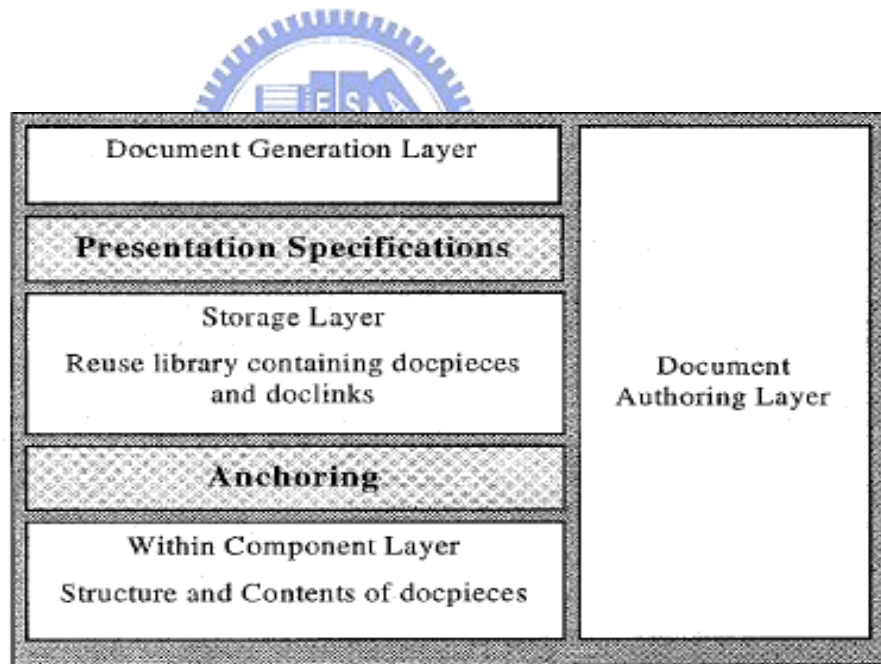 Document Generation Layer
Presentation Specifications
Storage Layer
Reuse library containing docpieces
and doclinks
Anchoring
Within Component Layer
Structure and Contents of docpieces
Document
Authoring Layer